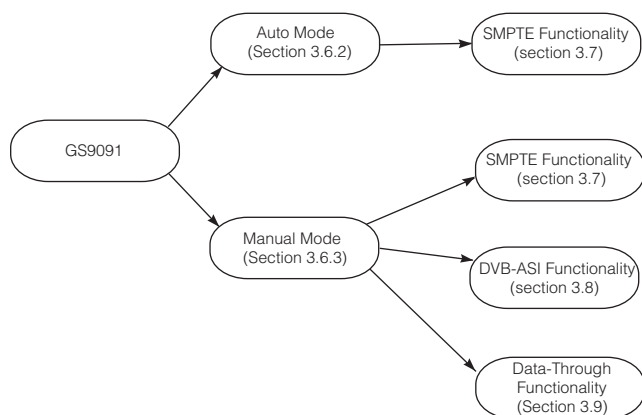 GS9091
Auto Mode
(Section 3.6.2)
SMPTE Functionality
(section 3.7)
Manual Mode
(Section 3.6.3)
SMPTE Functionality
(section 3.7)
DVB-ASI Functionality
(section 3.8)
Data-Through
Functionality
(Section 3.9)